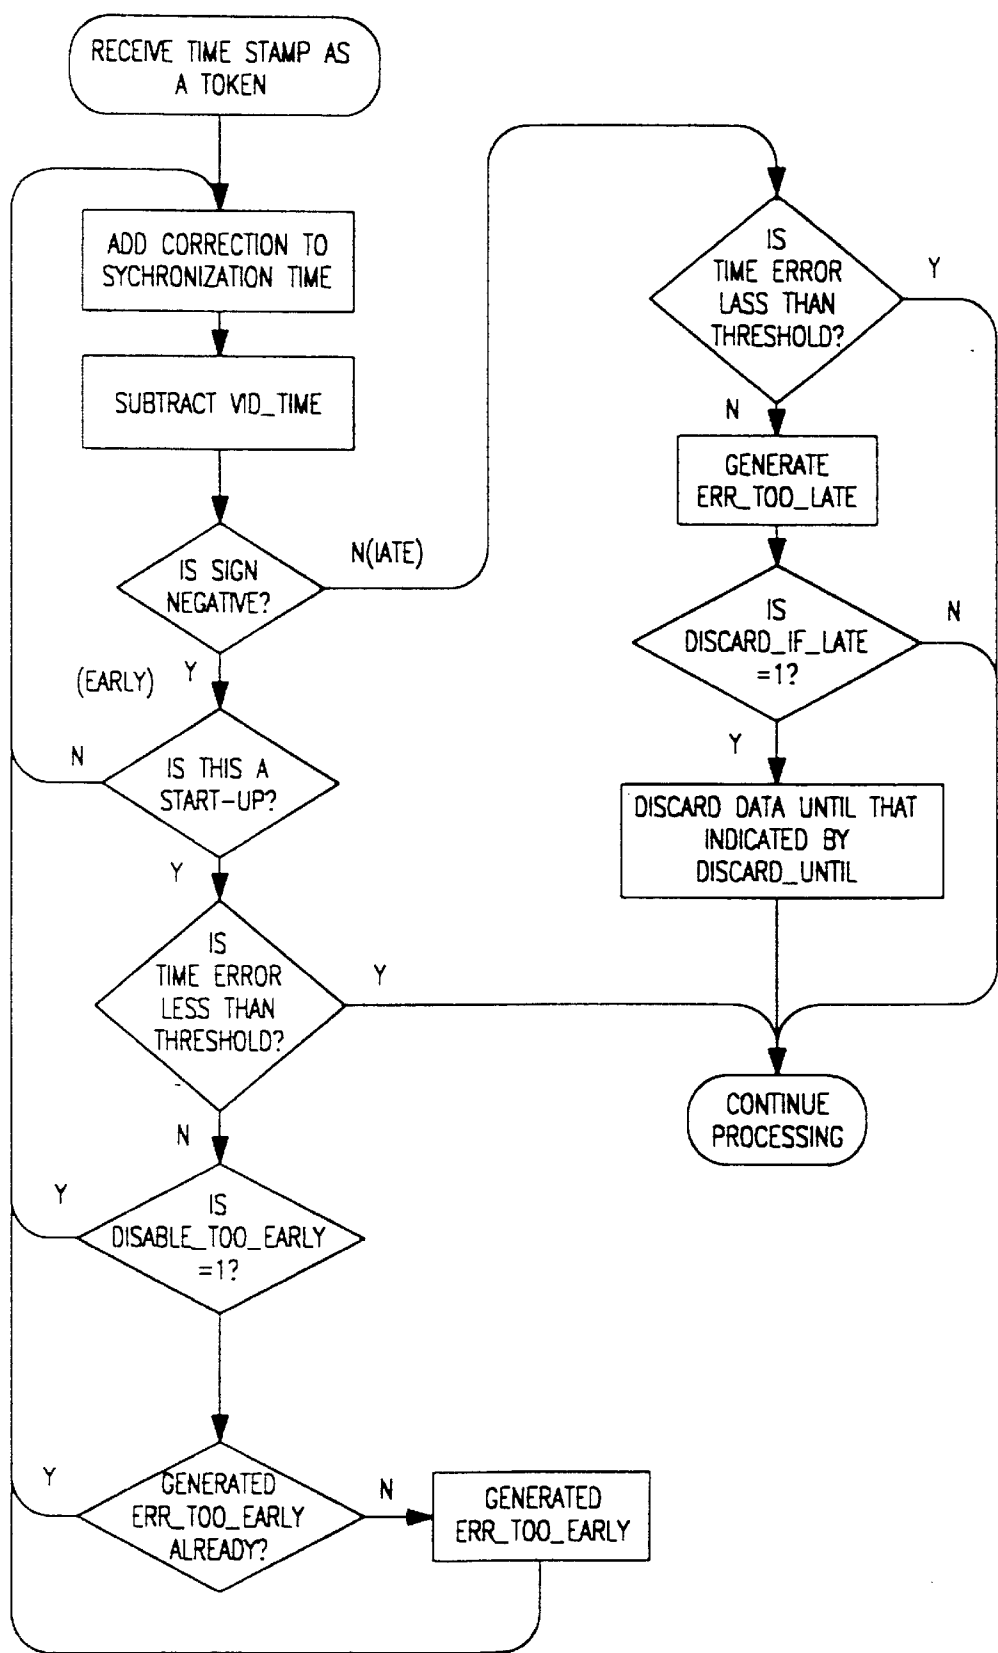 RECEIVE TIME STAMP AS
A TOKEN
ADD CORRECTION TO
SYCHRONIZATION TIME
SUBTRACT VID_TIME
IS SIGN
NEGATIVE?
N(lATE)
Y
(EARLY)
IS THIS A
START-UP?
N
Y
IS
TIME ERROR
LESS THAN
THRESHOLD?
Y
N
IS
DISABLE_TOO_EARLY
=1?
Y
GENERATED
ERR_TOO_EARLY
ALREADY?
Y
N
GENERATED
ERR_TOO_EARLY
IS
TIME ERROR
LASS THAN
THRESHOLD?
Y
N
GENERATE
ERR_TOO_LATE
IS
DISCARD_IF_LATE
=1?
N
Y
DISCARD DATA UNTIL THAT
INDICATED BY
DISCARD_UNTIL
CONTINUE
PROCESSING